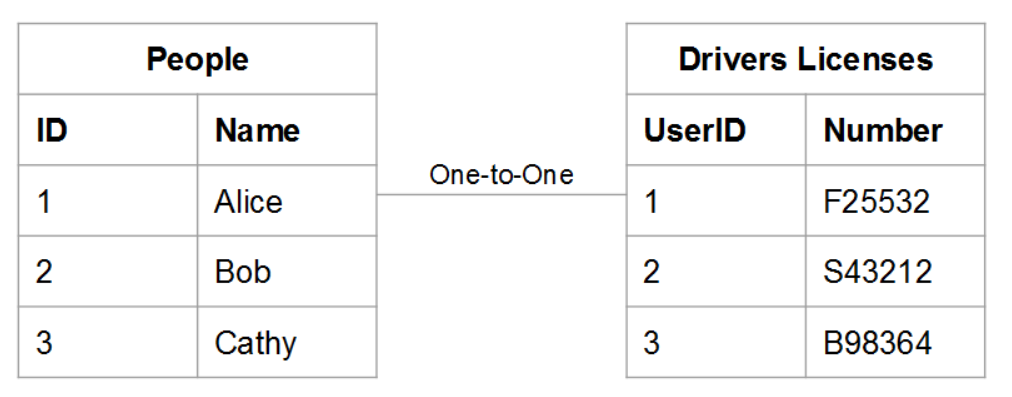 People
ID Name
1 Alice
2 Bob
3 Cathy
One-to-One
Drivers Licenses
UserID Number
1 F25532
2 S43212
3 B98364